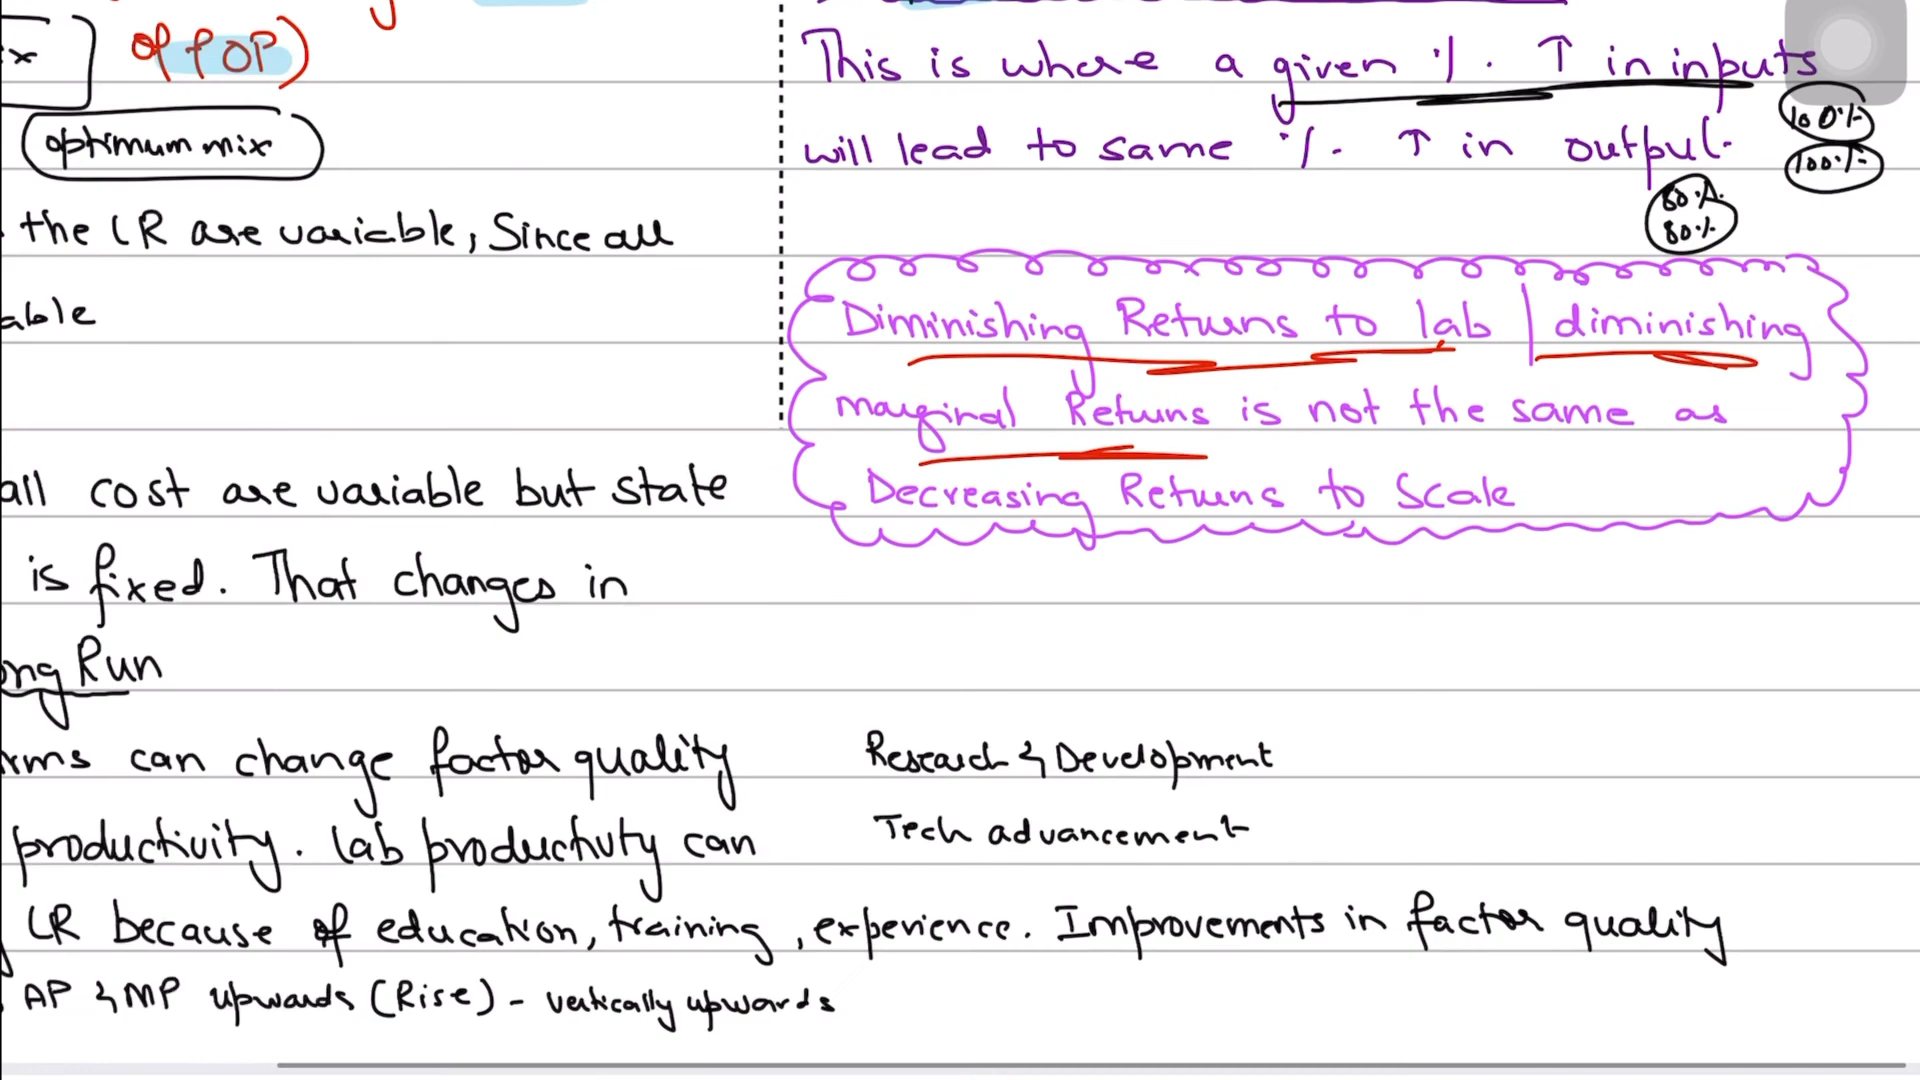 x
of fOP)
optimum mix
the LR are variable, Since all
able
all cost are variable but state
is fixed. That changes in
ong Run
rms can change factor quality
productivity. lab productivity can
LR because of education, training, experience. Improvements in factor quality
AP & MP upwards (Rise) - vertically upwards
This is where a given %. ↑ in inputs
100%
will lead to same %. ↑ in output.
100%
80%
80%
Diminishing Returns to lab | diminishing
marginal Returns is not the same as
Decreasing Returns to Scale
Research & Development
Tech advancement